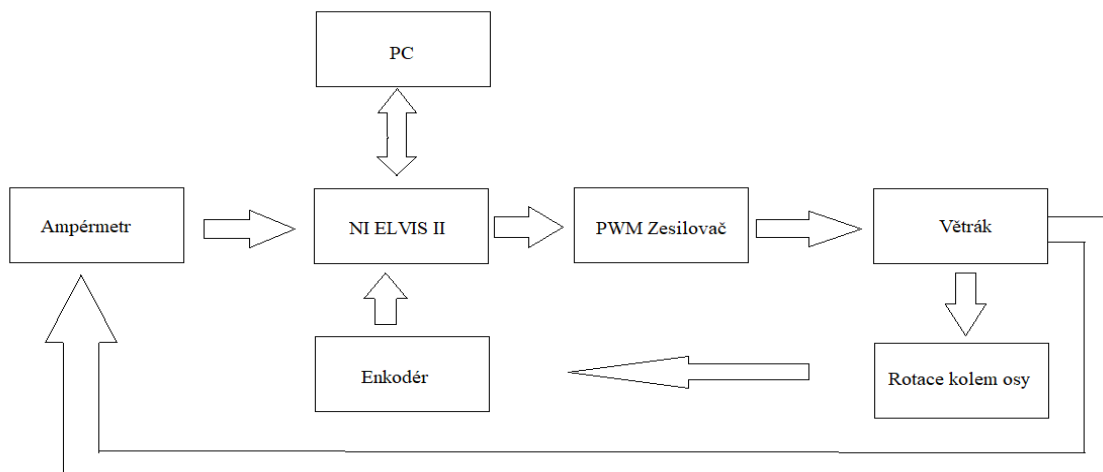 PC
Ampérmetr
NI ELVIS II
PWM Zesilovač
Větrák
Enkodér
Rotace kolem osy